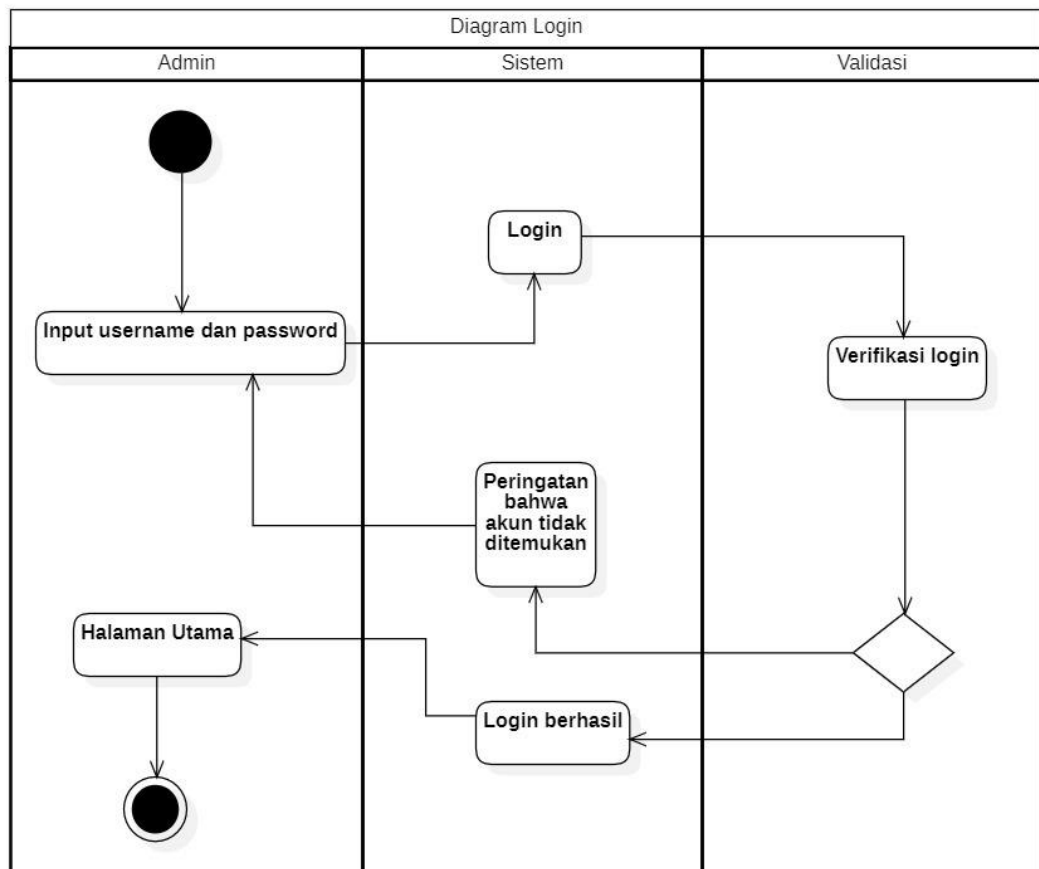 Diagram Login
Admin
Sistem
Validasi
Login
Input username dan password
Verifikasi login
Peringatan
bahwa
akun tidak
ditemukan
Halaman Utama
Login berhasil